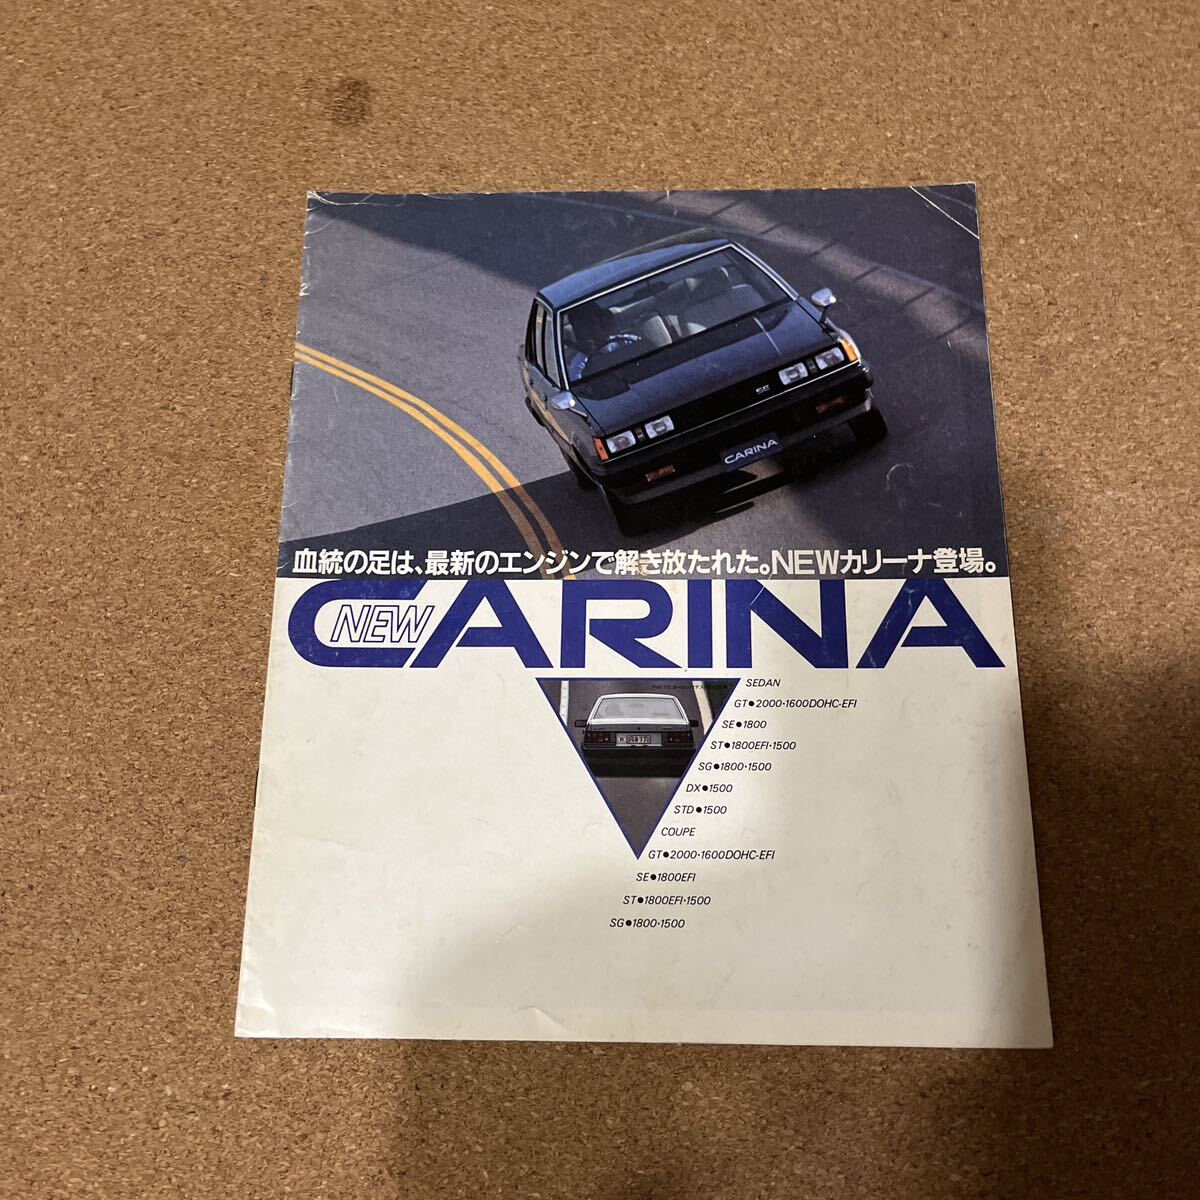 SE
CARINA
血統の足は、最新のエンジンで解き放たれた。NEWカリーナ登場。
NEW CARINA
SEDAN
GT●2000・1600DOHC-EFI
SE●1800
ST●1800EFI・1500
SG●1800・1500
DX●1500
STD●1500
COUPE
GT●2000・1600DOHC-EFI
SE●1800EFI
ST●1800EFI・1500
SG●1800・1500